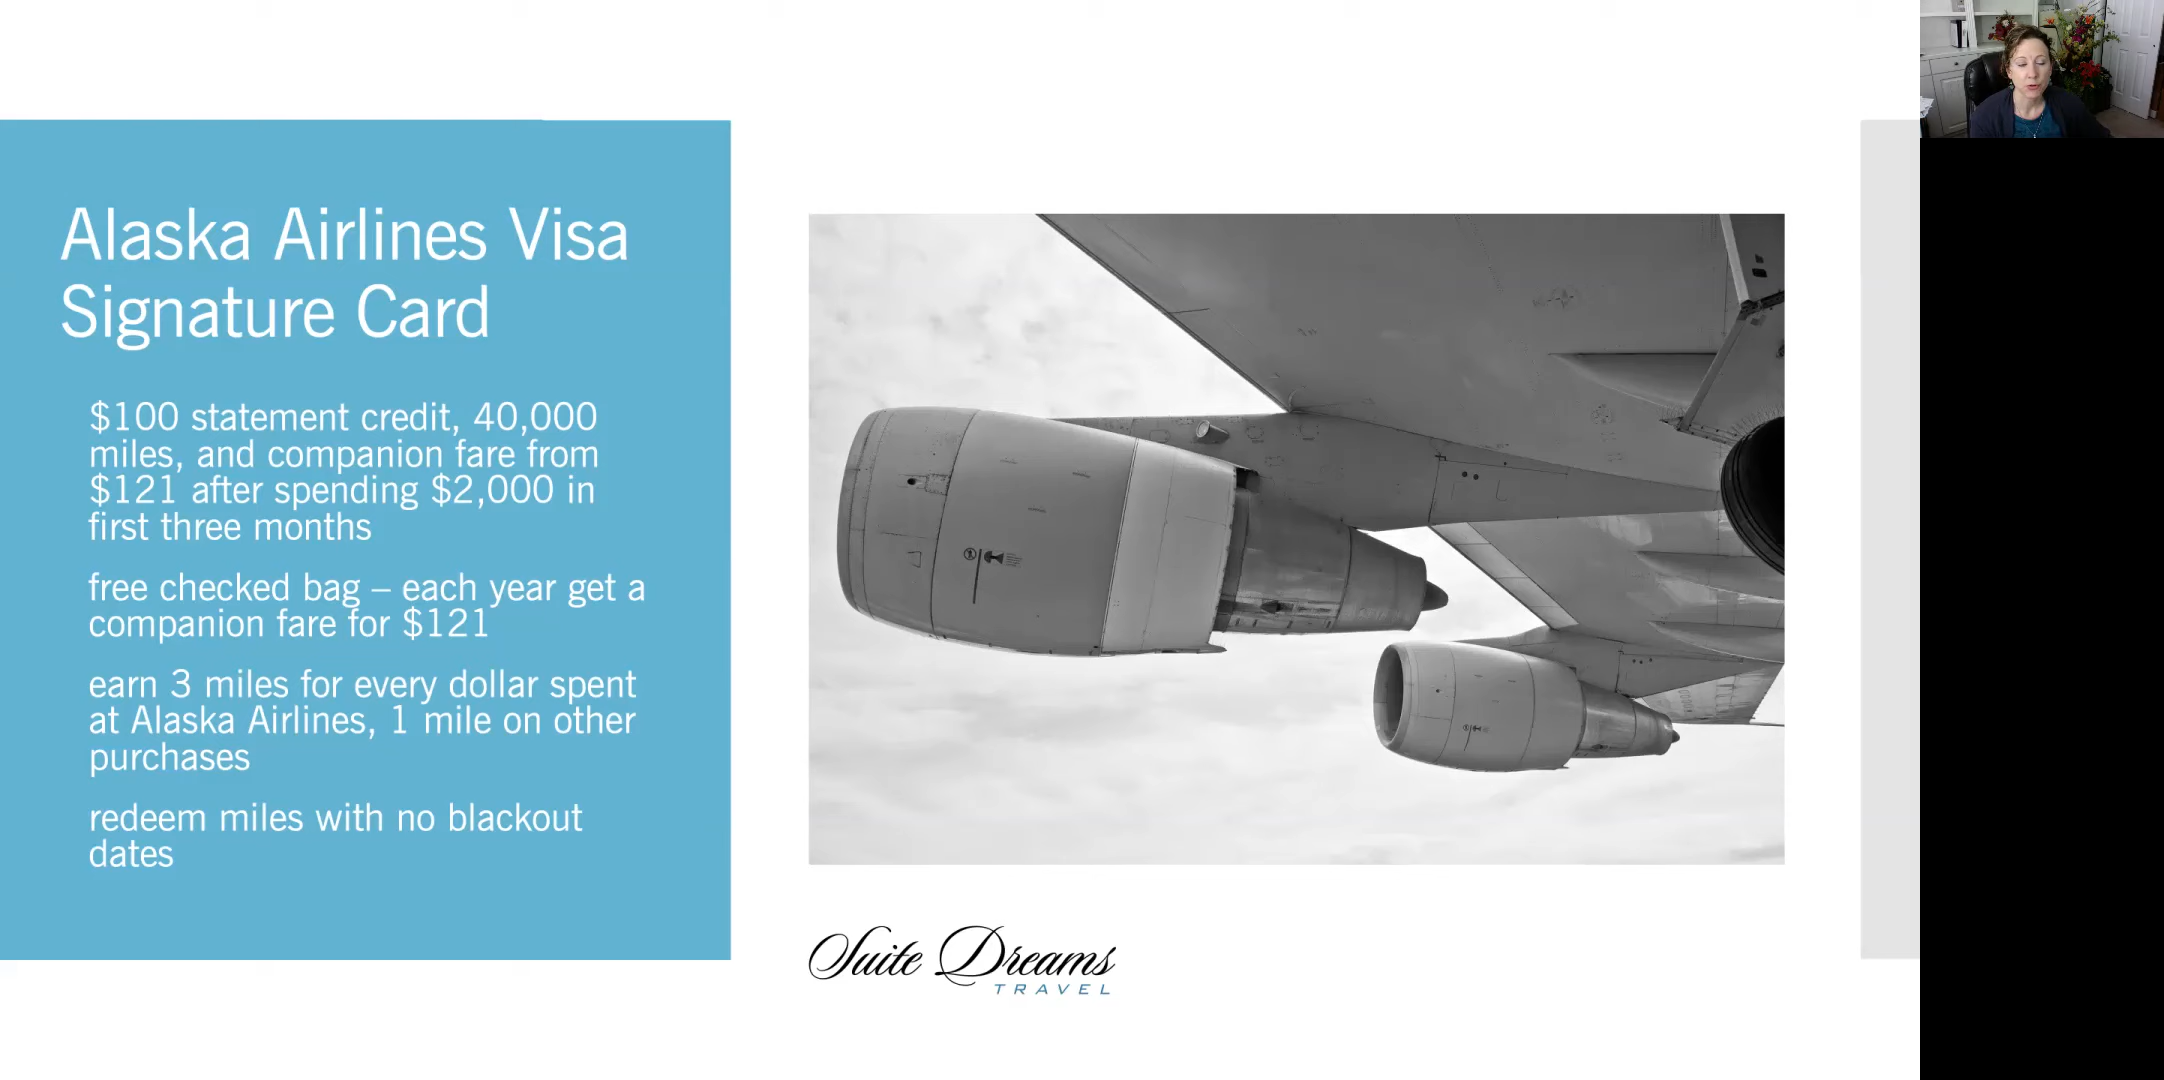 Alaska Airlines Visa
Signature Card
$100 statement credit, 40,000
miles, and companion fare from
$121 after spending $2,000 in
first three months
free checked bag – each year get a
companion fare for $121
earn 3 miles for every dollar spent
at Alaska Airlines, 1 mile on other
purchases
redeem miles with no blackout
dates
Suite Dreams
TRAVEL